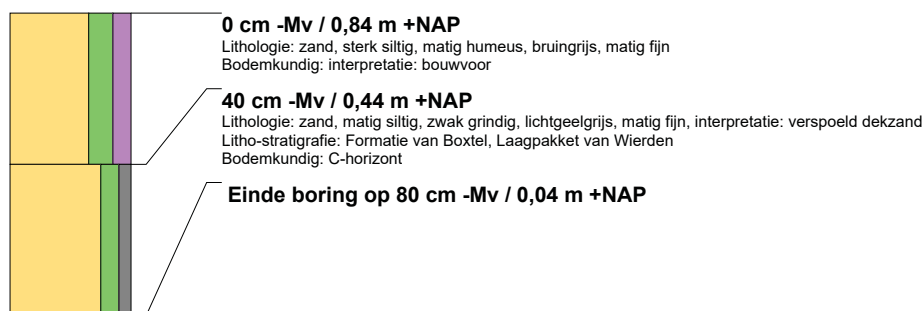 0 cm -Mv / 0,84 m +NAP
Lithologie: zand, sterk siltig, matig humeus, bruingrijs, matig fijn
Bodemkundig: interpretatie: bouwvoor
40 cm -Mv / 0,44 m +NAP
Lithologie: zand, matig siltig, zwak grindig, lichtgeelgrijs, matig fijn, interpretatie: verspoeld dekzand
Litho-stratigrafie: Formatie van Boxtel, Laagpakket van Wierden
Bodemkundig: C-horizont
Einde boring op 80 cm -Mv / 0,04 m +NAP